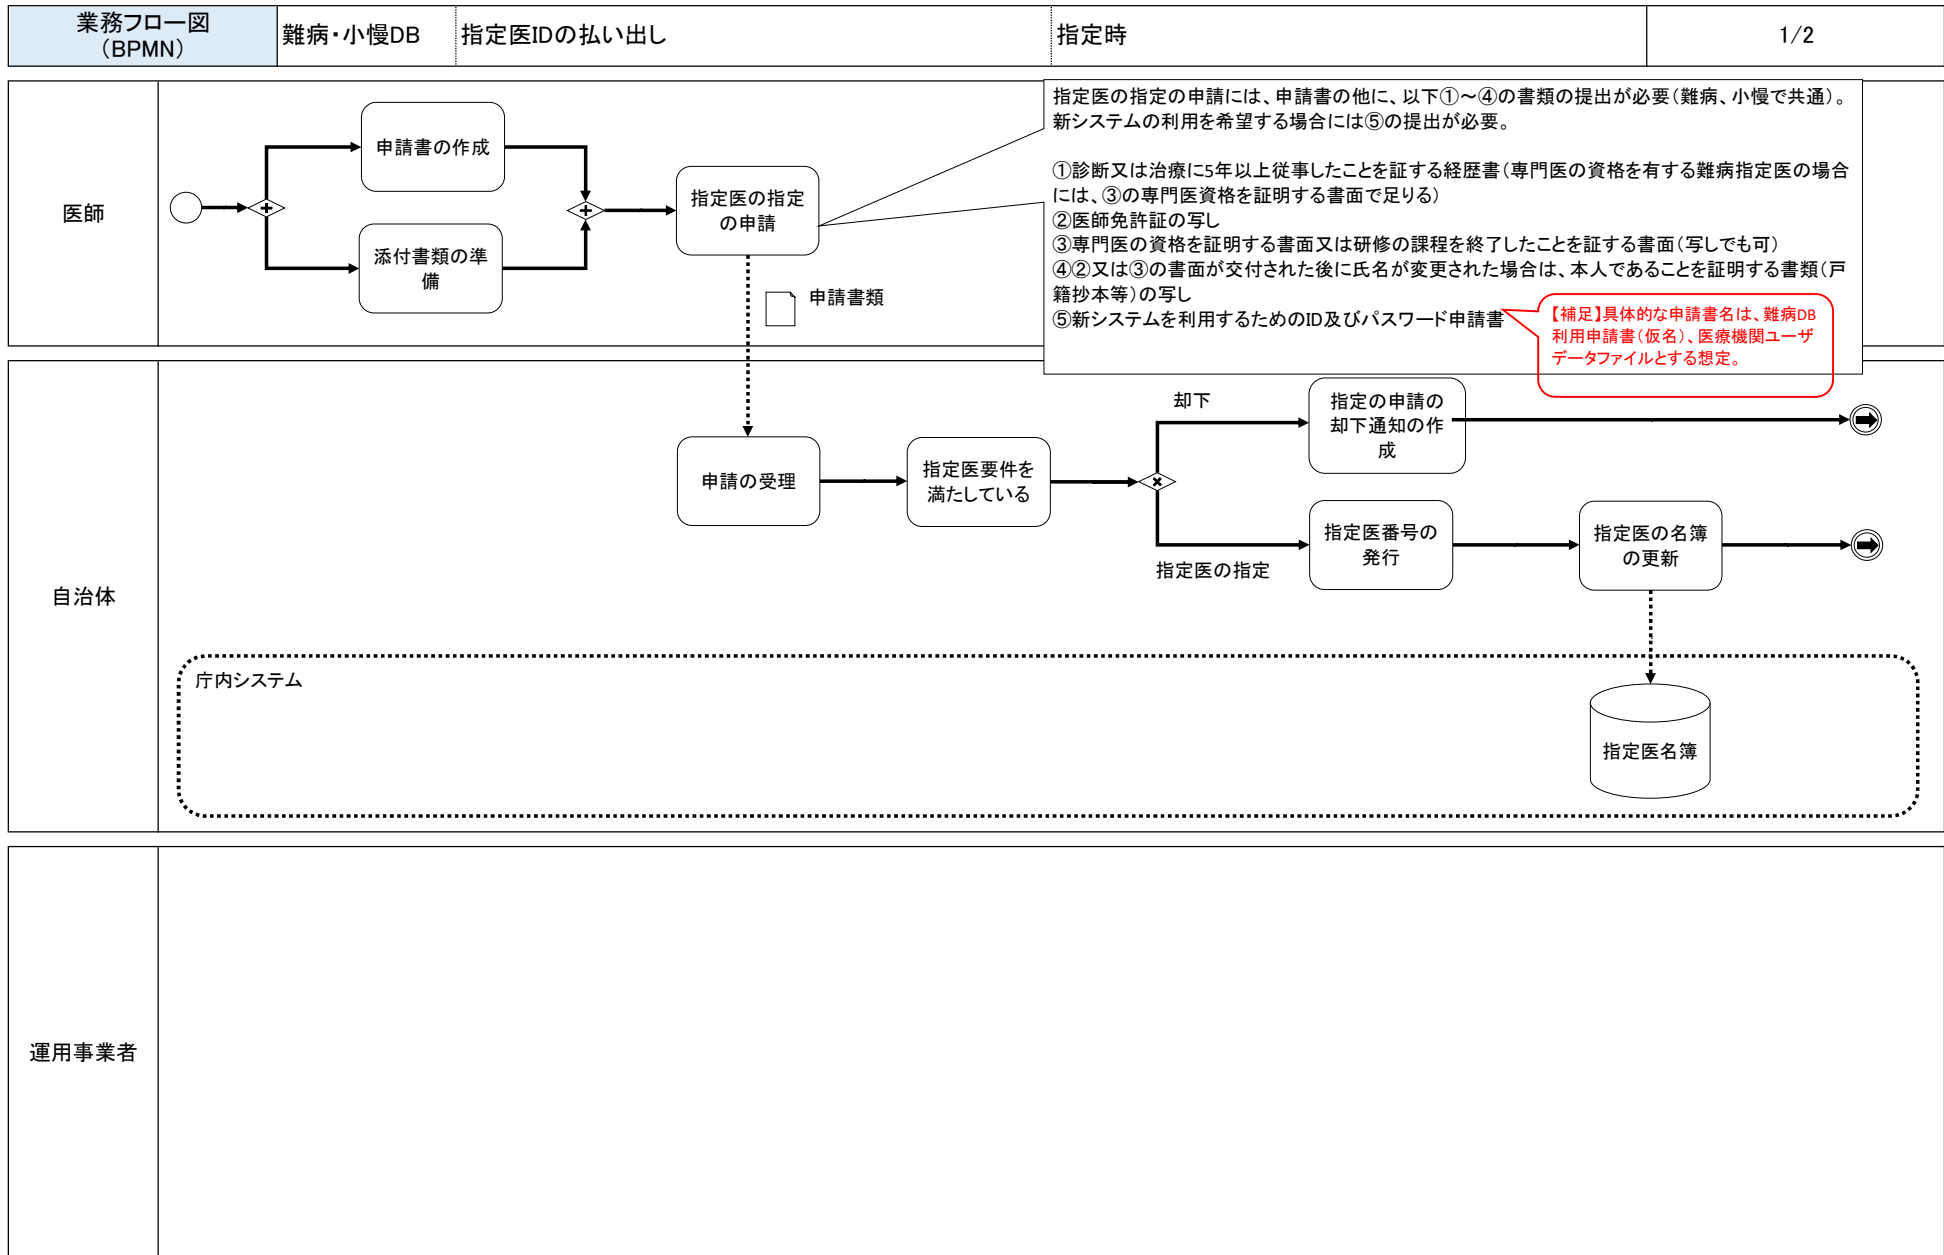 業務フロー図
（BPMN）
難病・小慢DB
指定医IDの払い出し
指定時
1/2
医師
申請書の作成
添付書類の準
備
指定医の指定
の申請
申請書類
指定医の指定の申請には、申請書の他に、以下①～④の書類の提出が必要（難病、小慢で共通）。
新システムの利用を希望する場合には⑤の提出が必要。
①診断又は治療に5年以上従事したことを証する経歴書（専門医の資格を有する難病指定医の場合
には、③の専門医資格を証明する書面で足りる）
②医師免許証の写し
③専門医の資格を証明する書面又は研修の課程を終了したことを証する書面（写しでも可）
④②又は③の書面が交付された後に氏名が変更された場合は、本人であることを証明する書類（戸
籍抄本等）の写し
⑤新システムを利用するためのID及びパスワード申請書
【補足】具体的な申請書名は、難病DB
利用申請書（仮名）、医療機関ユーザ
データファイルとする想定。
自治体
申請の受理
指定医要件を
満たしている
却下
指定の申請の
却下通知の作
成
指定医の指定
指定医番号の
発行
指定医の名簿
の更新
庁内システム
指定医名簿
運用事業者